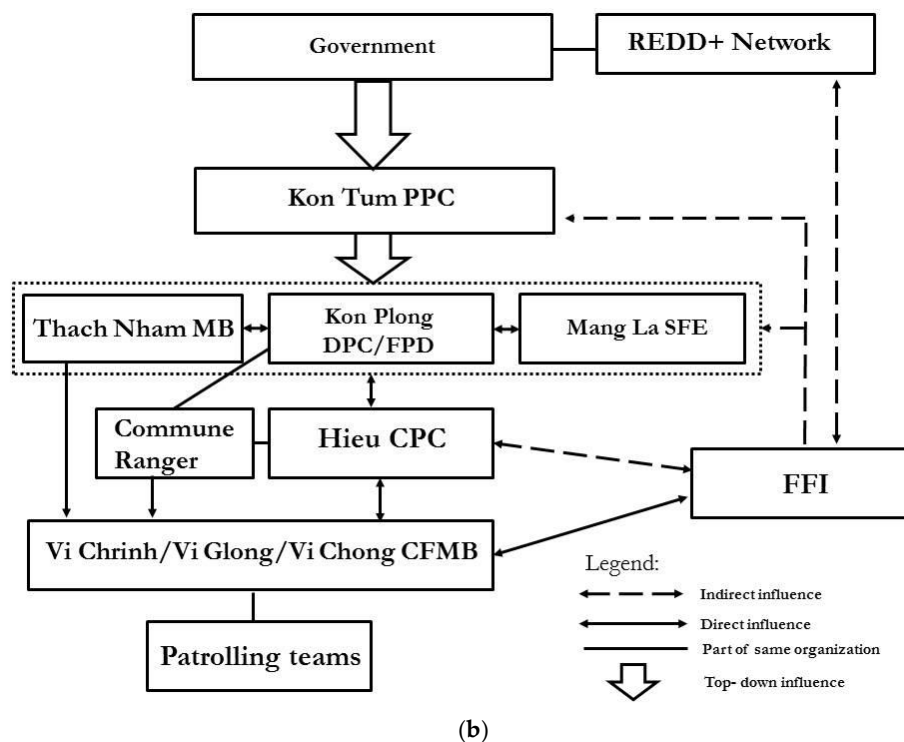 Government
REDD+ Network
Kon Tum PPC
Thach Nham MB
Kon Plong
DPC/FPD
Mang La SFE
Commune
Ranger
Hieu CPC
FFI
Vi Chrinh/Vi Glong/Vi Chong CFMB
Patrolling teams
Legend:
Indirect influence
Direct influence
Part of same organization
Top- down influence
(b)